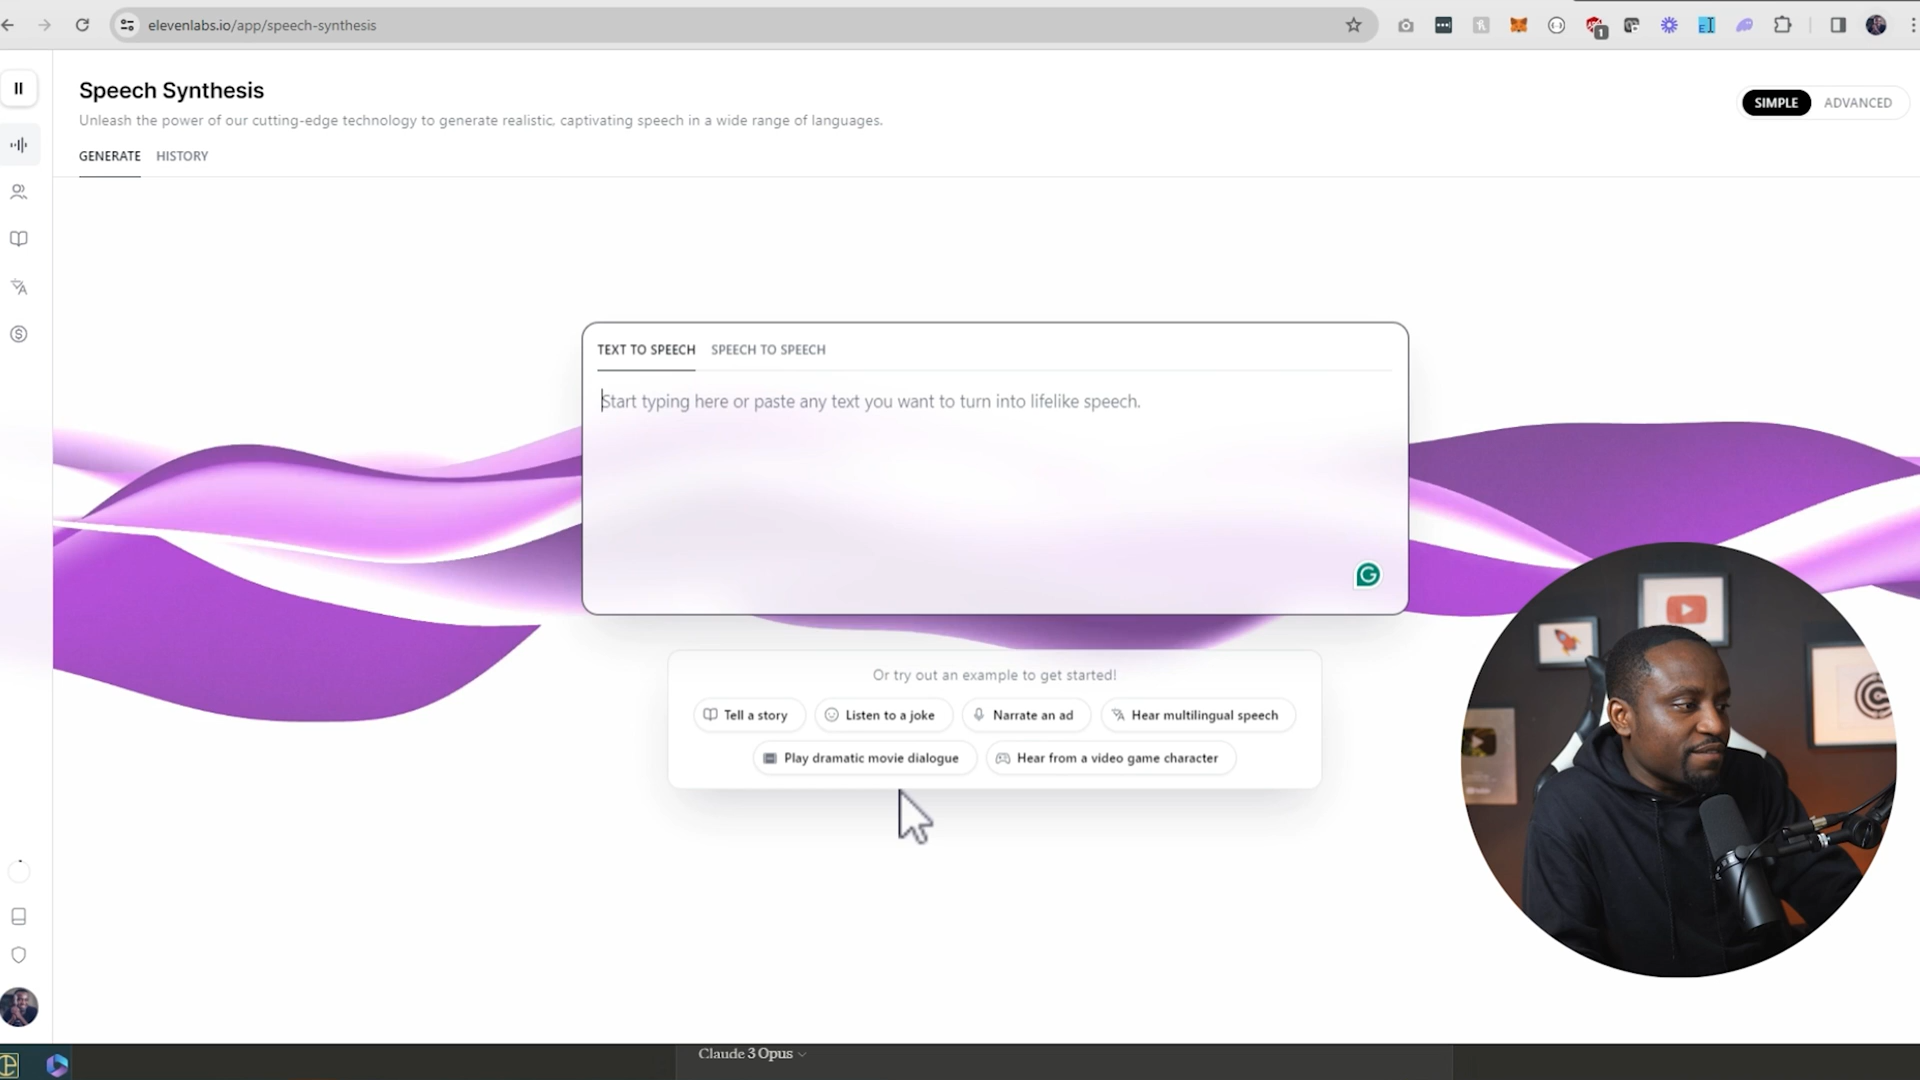 elevenlabs.io/app/speech-synthesis
1
Speech Synthesis
Unleash the power of our cutting-edge technology to generate realistic, captivating speech in a wide range of languages.
SIMPLE ADVANCED
GENERATE HISTORY
TEXT TO SPEECH SPEECH TO SPEECH
Start typing here or paste any text you want to turn into lifelike speech.
Or try out an example to get started!
Tell a story Listen to a joke Narrate an ad Hear multilingual speech
Play dramatic movie dialogue Hear from a video game character
Claude 3 Opus